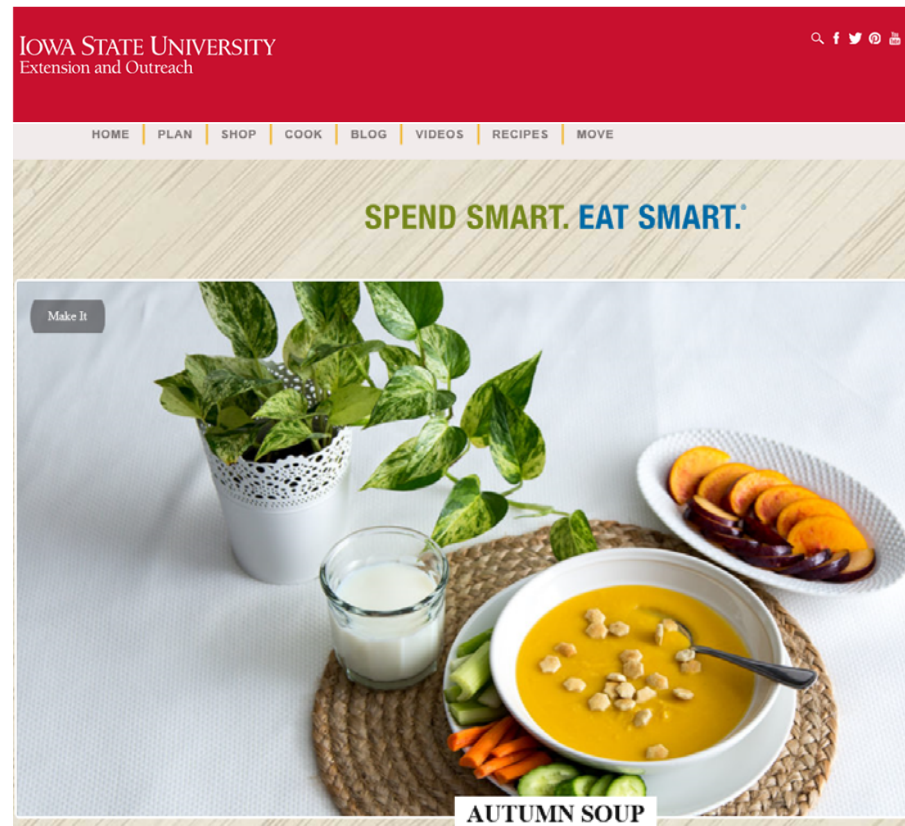 IOWA STATE UNIVERSITY
Extension and Outreach
HOME PLAN SHOP COOK BLOG VIDEOS RECIPES MOVE
SPEND SMART. EAT SMART.®
Make It
AUTUMN SOUP